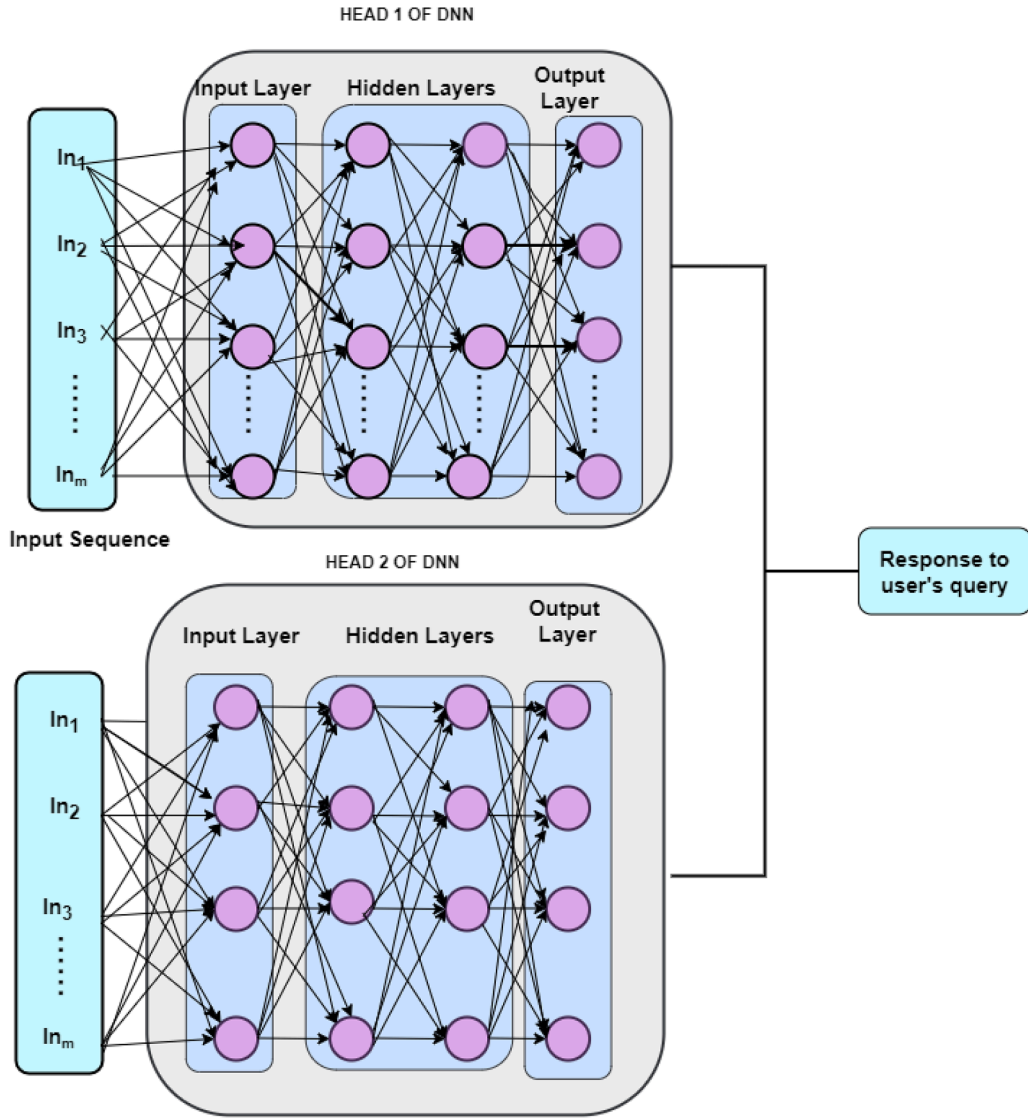 HEAD 1 OF DNN
Input Layer
Hidden Layers
Output
Layer
In₁
In₂
In₃
......
Inₘ
Input Sequence
HEAD 2 OF DNN
Input Layer
Hidden Layers
Output
Layer
In₁
In₂
In₃
......
Inₘ
Response to
user's query